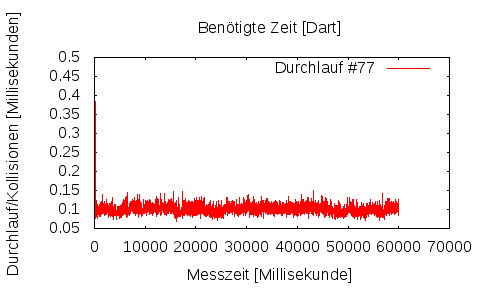 Benötigte Zeit [Dart]
Durchlauf/Kollisionen [Millisekunden]
Durchlauf #77
0.5
0.45
0.4
0.35
0.3
0.25
0.2
0.15
0.1
0.05
0 10000 20000 30000 40000 50000 60000 70000
Messzeit [Millisekunde]